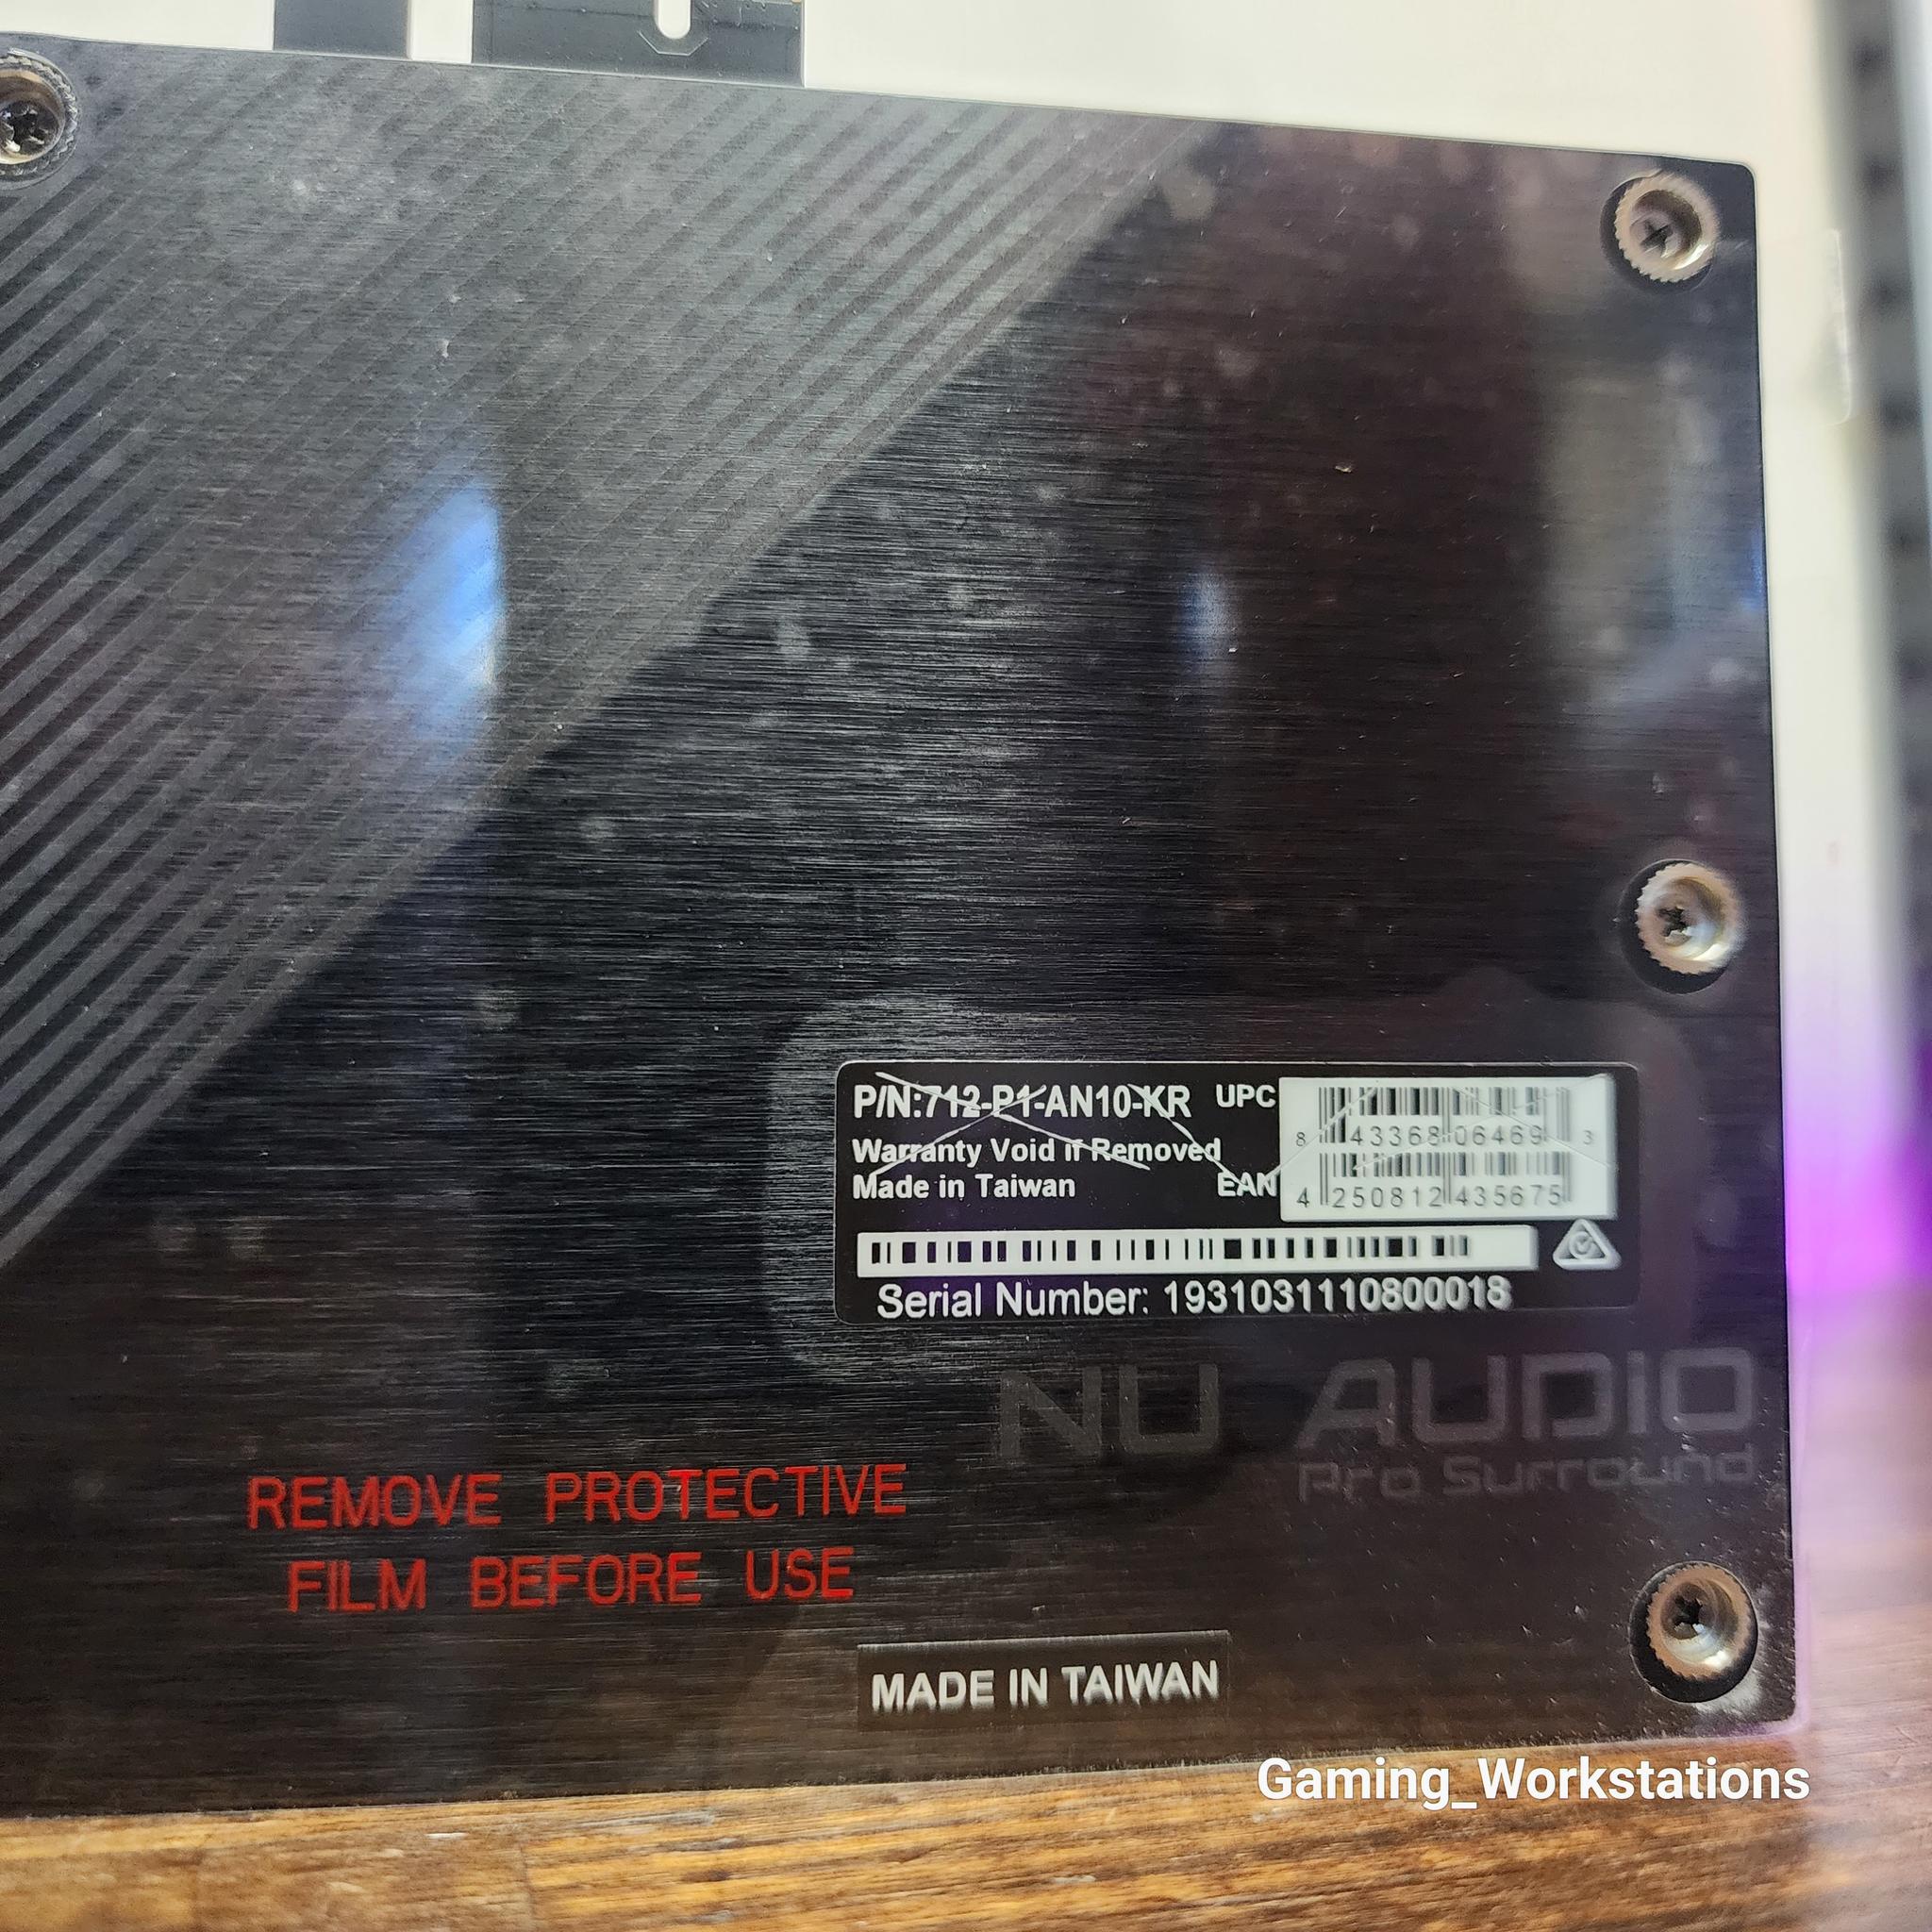 P/N:712-P1-AN10-KR UPC
8 43368 06469 3
Warranty Void if Removed
Made in Taiwan EAN
4 250812 435675
Serial Number: 1931031110800018
NU AUDIO
Pro Surround
REMOVE PROTECTIVE
FILM BEFORE USE
MADE IN TAIWAN
Gaming_Workstations